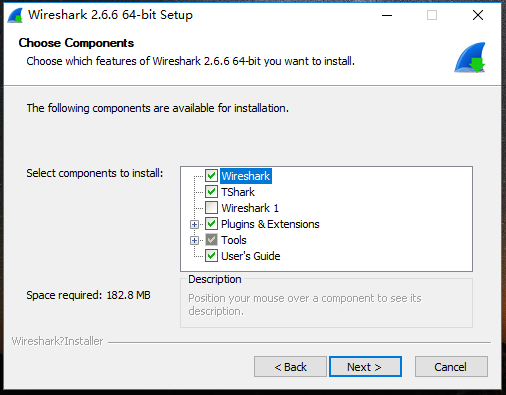 Wireshark 2.6.6 64-bit Setup
Choose Components
Choose which features of Wireshark 2.6.6 64-bit you want to install.
The following components are available for installation.
Select components to install:
Wireshark
TShark
Wireshark 1
Plugins & Extensions
Tools
User's Guide
Space required: 182.8 MB
Description
Position your mouse over a component to see its
description.
Wireshark?Installer
< Back
Next >
Cancel